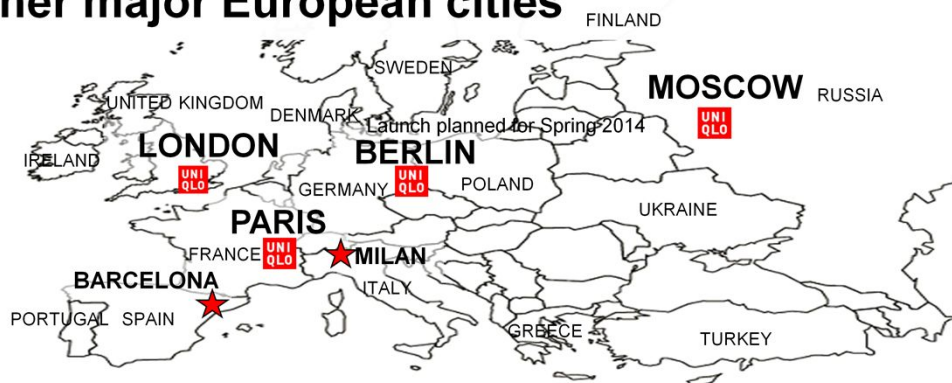 ner major European cities
FINLAND
SWEDEN
MOSCOW
RUSSIA
UNITED KINGDOM
DENMARK
UNI
QLO
Launch planned for Spring 2014
LONDON
BERLIN
IRELAND
UNI
QLO
UNI
QLO
GERMANY
POLAND
UKRAINE
PARIS
FRANCE
UNI
QLO
MILAN
BARCELONA
ITALY
PORTUGAL
SPAIN
GREECE
TURKEY